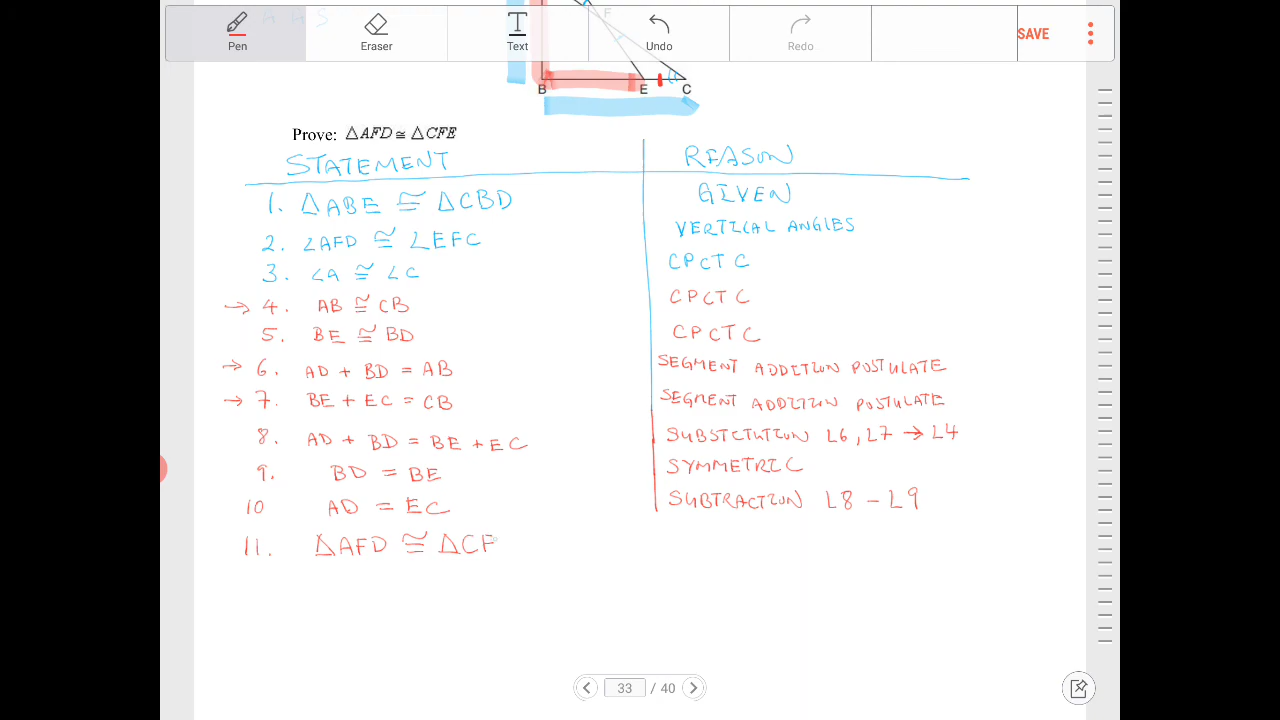 A A S
F
Pen
Eraser
Text
Undo
Redo
SAVE
B
E
C
Prove: △AFD ≅ △CFE
STATEMENT
REASON
1. △ABE ≅ △CBD
GIVEN
2. ∠AFD ≅ ∠EFC
VERTICAL ANGLES
3. ∠A ≅ ∠C
CPCTC
→ 4. AB ≅ CB
CPCTC
5. BE ≅ BD
CPCTC
→ 6. AD + BD = AB
SEGMENT ADDITION POSTULATE
→ 7. BE + EC = CB
SEGMENT ADDITION POSTULATE
8. AD + BD = BE + EC
SUBSTITUTION L6, L7 → L4
9. BD = BE
SYMMETRIC
10 AD = EC
SUBTRACTION L8 - L9
11. △AFD ≅ △CF
33 / 40